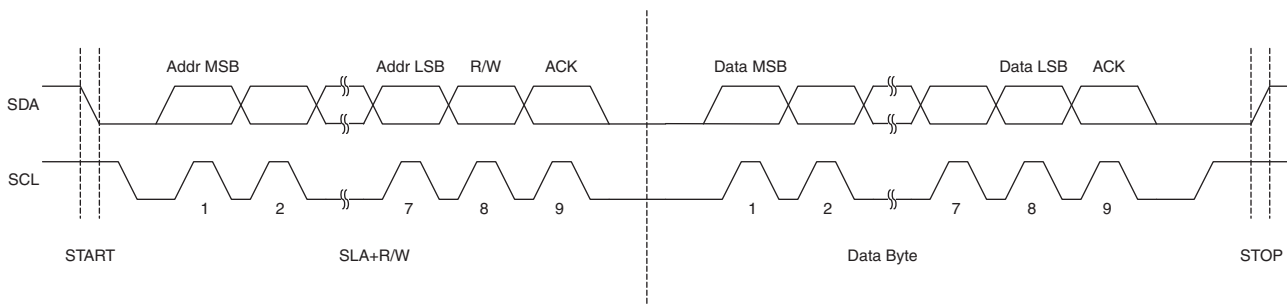 Addr MSB Addr LSB R/W ACK Data MSB Data LSB ACK
SDA
SCL
1 2 7 8 9 1 2 7 8 9
START SLA+R/W Data Byte STOP